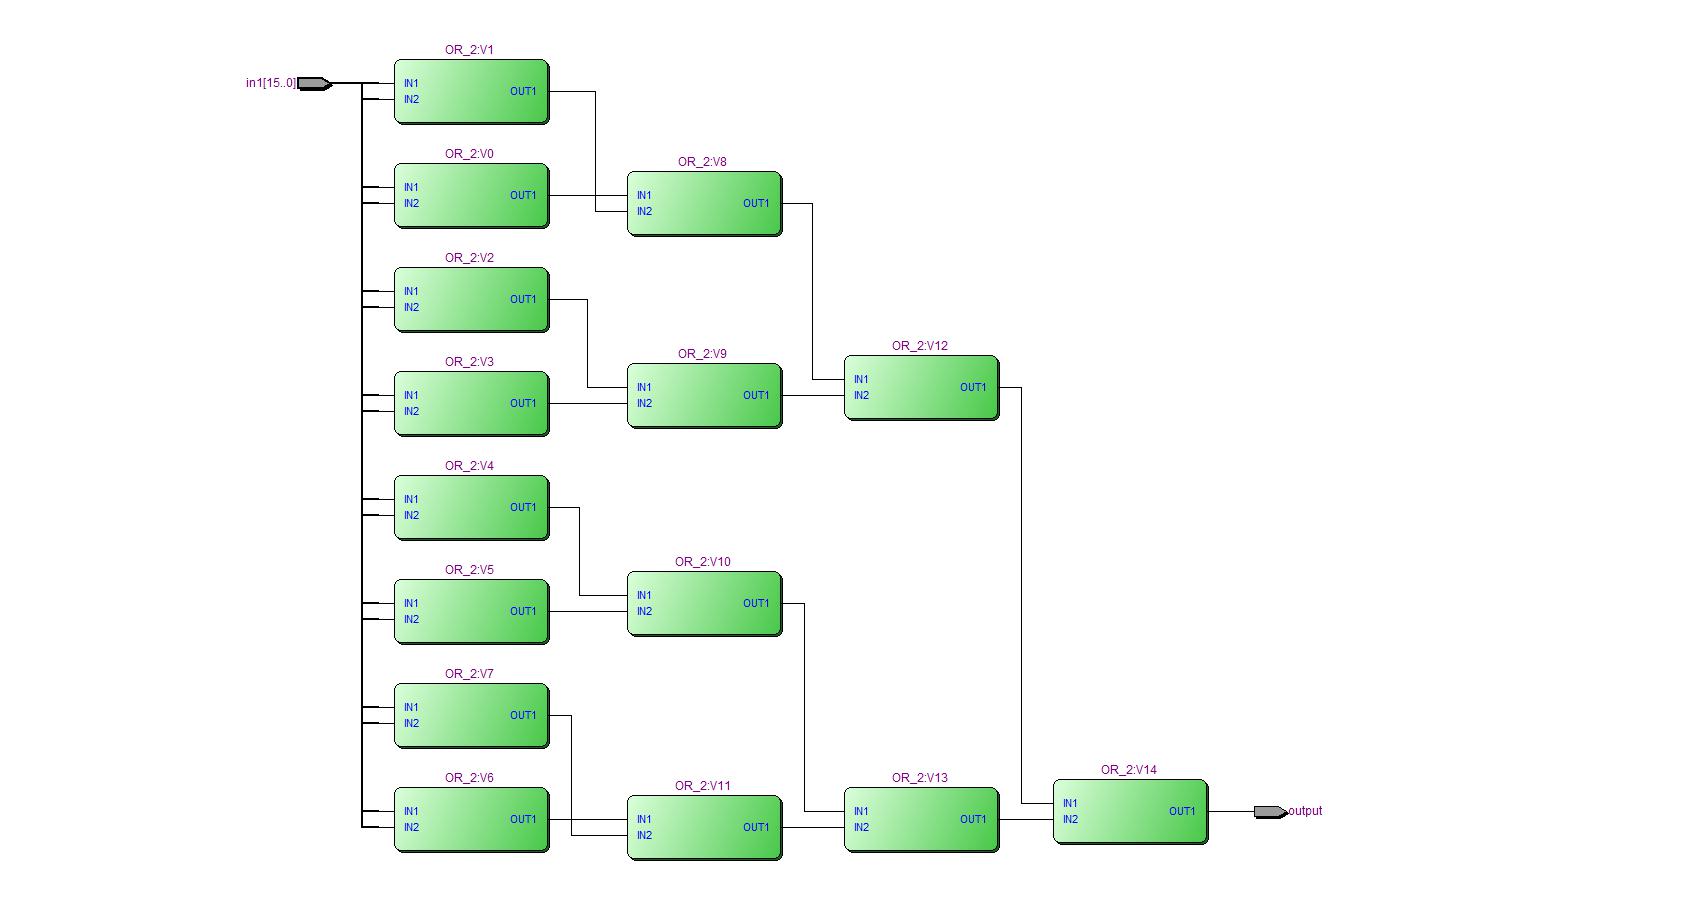 OR_2:V1
in1[15..0]
IN1
IN2
OUT1
OR_2:V0
IN1
IN2
OUT1
OR_2:V8
IN1
IN2
OUT1
OR_2:V2
IN1
IN2
OUT1
OR_2:V3
IN1
IN2
OUT1
OR_2:V9
IN1
IN2
OUT1
OR_2:V12
IN1
IN2
OUT1
OR_2:V4
IN1
IN2
OUT1
OR_2:V5
IN1
IN2
OUT1
OR_2:V10
IN1
IN2
OUT1
OR_2:V7
IN1
IN2
OUT1
OR_2:V6
IN1
IN2
OUT1
OR_2:V11
IN1
IN2
OUT1
OR_2:V13
IN1
IN2
OUT1
OR_2:V14
IN1
IN2
OUT1
output